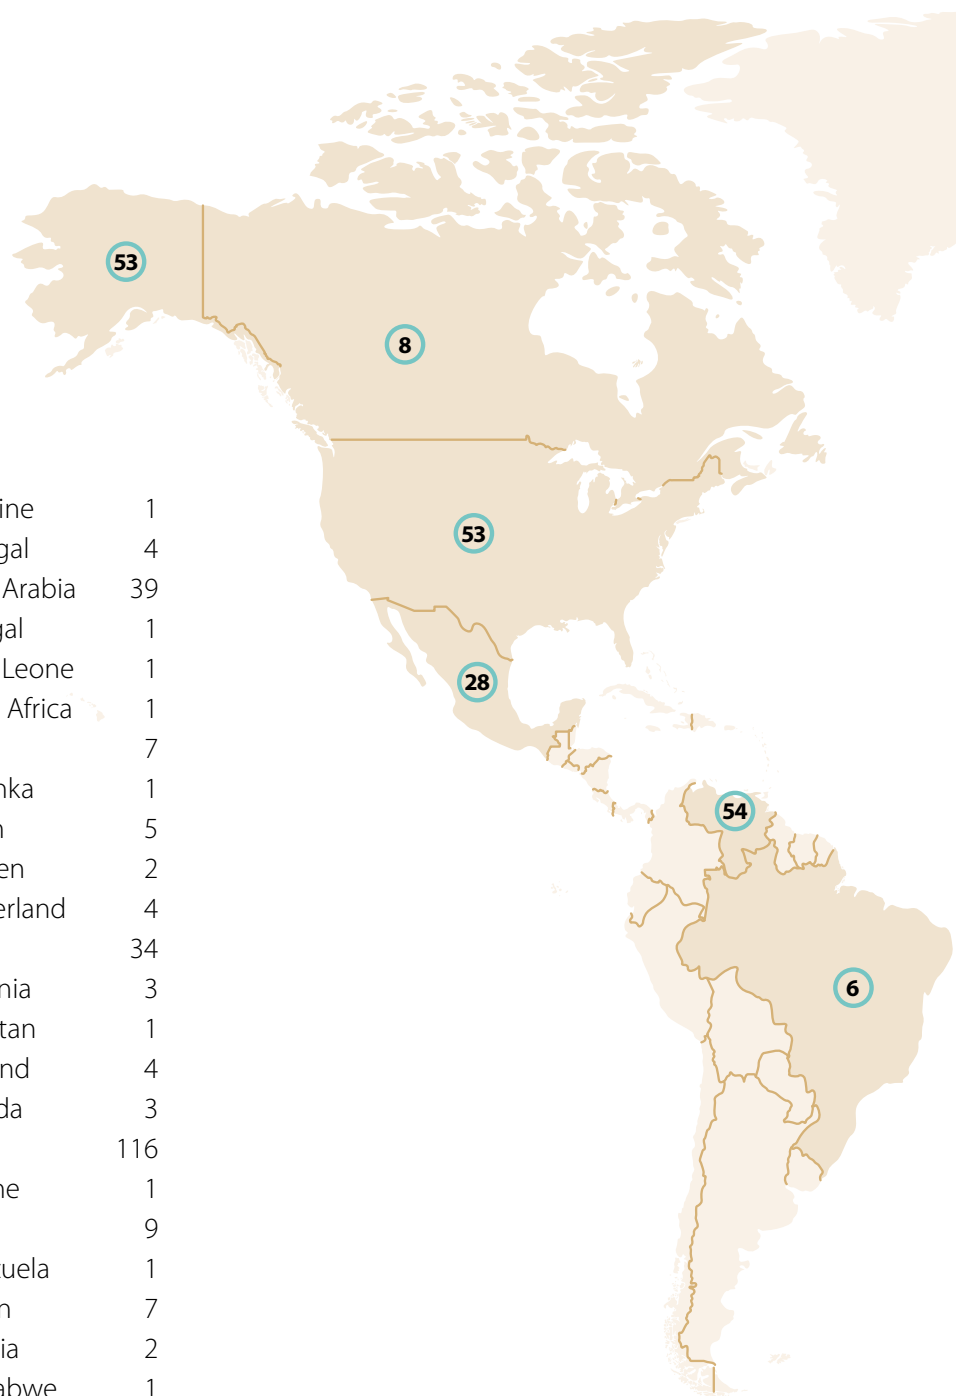 53
8
53
28
54
6
ine 1
gal 4
Arabia 39
gal 1
Leone 1
Africa 1
7
nka 1
n 5
en 2
erland 4
34
nia 3
tan 1
nd 4
da 3
116
ne 1
9
uela 1
n 7
ia 2
abwe 1